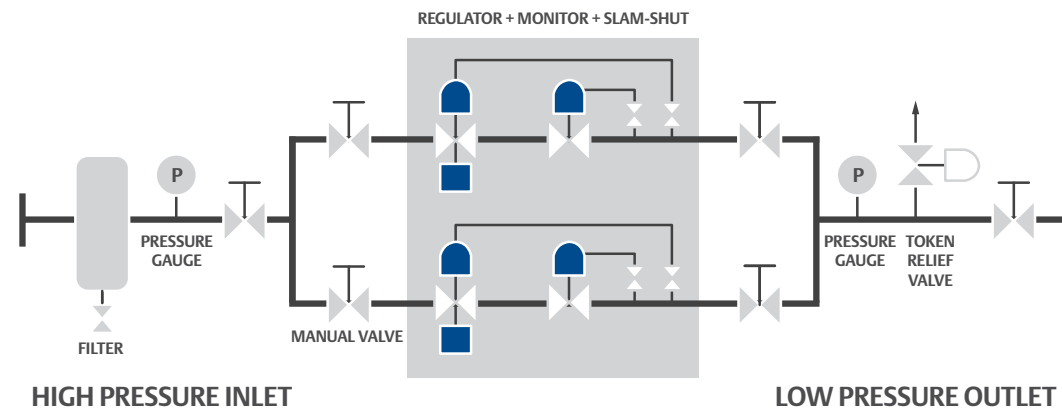 REGULATOR + MONITOR + SLAM-SHUT
P
PRESSURE
GAUGE
P
PRESSURE
GAUGE
TOKEN
RELIEF
VALVE
MANUAL VALVE
FILTER
HIGH PRESSURE INLET
LOW PRESSURE OUTLET